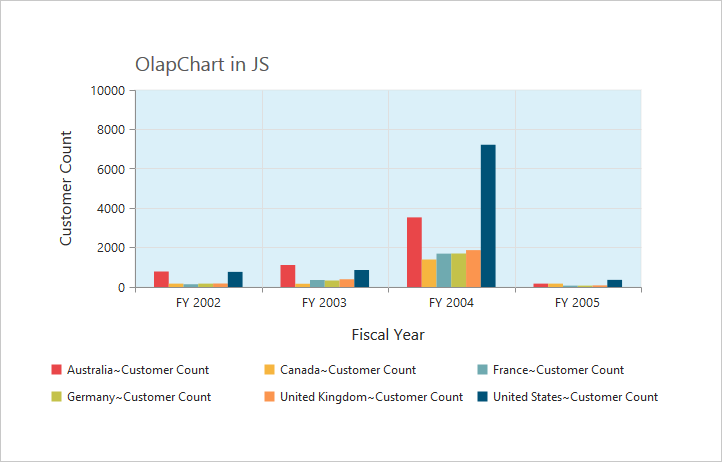 OlapChart in JS
10000
8000
6000
4000
2000
0
Customer Count
FY 2002 FY 2003 FY 2004 FY 2005
Fiscal Year
Australia~Customer Count Canada~Customer Count France~Customer Count
Germany~Customer Count United Kingdom~Customer Count United States~Customer Count